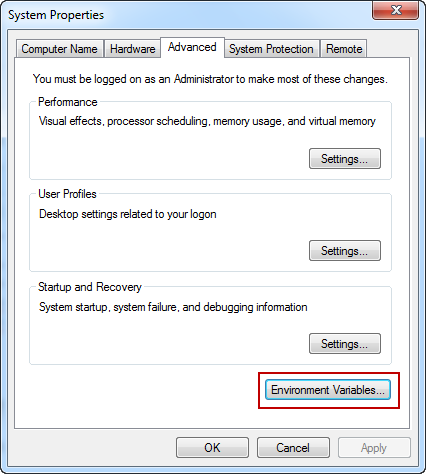 System Properties
Computer Name Hardware Advanced System Protection Remote
You must be logged on as an Administrator to make most of these changes.
Performance
Visual effects, processor scheduling, memory usage, and virtual memory
Settings...
User Profiles
Desktop settings related to your logon
Settings...
Startup and Recovery
System startup, system failure, and debugging information
Settings...
Environment Variables...
OK Cancel Apply